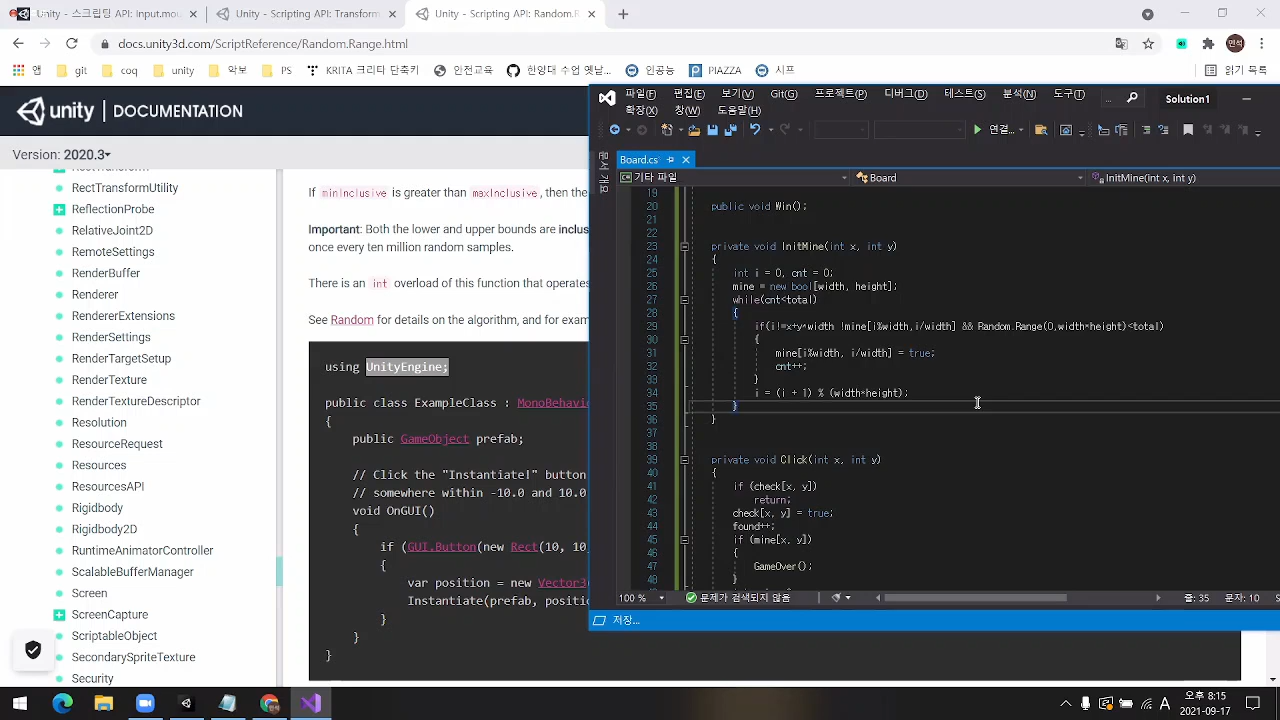 Unity - 스크립팅 API: Input.mou
Unity - Scripting API: Transform
Unity - Scripting API: Random.R
docs.unity3d.com/ScriptReference/Random.Range.html
앱
git
coq
unity
악보
PS
KRITA 크리타 단축키
안전교육
한양대 수업 옛날...
인공능
PIAZZA
시프
읽기 목록
unity | DOCUMENTATION
Version: 2020.3
RectTransform
RectTransformUtility
ReflectionProbe
RelativeJoint2D
RemoteSettings
RenderBuffer
Renderer
RendererExtensions
RenderSettings
RenderTargetSetup
RenderTexture
RenderTextureDescriptor
Resolution
ResourceRequest
Resources
ResourcesAPI
Rigidbody
Rigidbody2D
RuntimeAnimatorController
ScalableBufferManager
Screen
ScreenCapture
ScriptableObject
SecondarySpriteTexture
Security
If minInclusive is greater than maxInclusive, then the
Important: Both the lower and upper bounds are inclus
once every ten million random samples.
There is an int overload of this function that operates
See Random for details on the algorithm, and for exam
using UnityEngine;
public class ExampleClass : MonoBehavi
{
public GameObject prefab;
// Click the "Instantiate!" button
// somewhere within -10.0 and 10.0
void OnGUI()
{
if (GUI.Button(new Rect(10, 10,
{
var position = new Vector3(
Instantiate(prefab, positio
}
}
}
파일(F) 편집(E) 보기(V) Git(G) 프로젝트(P) 디버그(D) 테스트(S) 분석(N) 도구(T)
확장(X) 창(W) 도움말(H)
... Solution1
연결...
Board.cs
기타 파일
Board
InitMine(int x, int y)
19
20 public void Win();
21
22
23 private void InitMine(int x, int y)
24 {
25 int i = 0, cnt = 0;
26 mine = new bool[width, height];
27 while(cnt<total)
28 {
29 if(i!=x+y*width !mine[i%width,i/width] && Random.Range(0,width*height)<total)
30 {
31 mine[i%width, i/width] = true;
32 cnt++;
33 }
34 i = (i + 1) % (width*height);
35 }
36 }
37
38
39 private void Click(int x, int y)
40 {
41 if (check[x, y])
42 return;
43 check[x, y] = true;
44 found++;
45 if (mine[x, y])
46 {
47 GameOver();
48 }
100 %
문제가 검색되지 않음
줄: 35
문자: 10
저장...
A
오후 8:15
2021-09-17